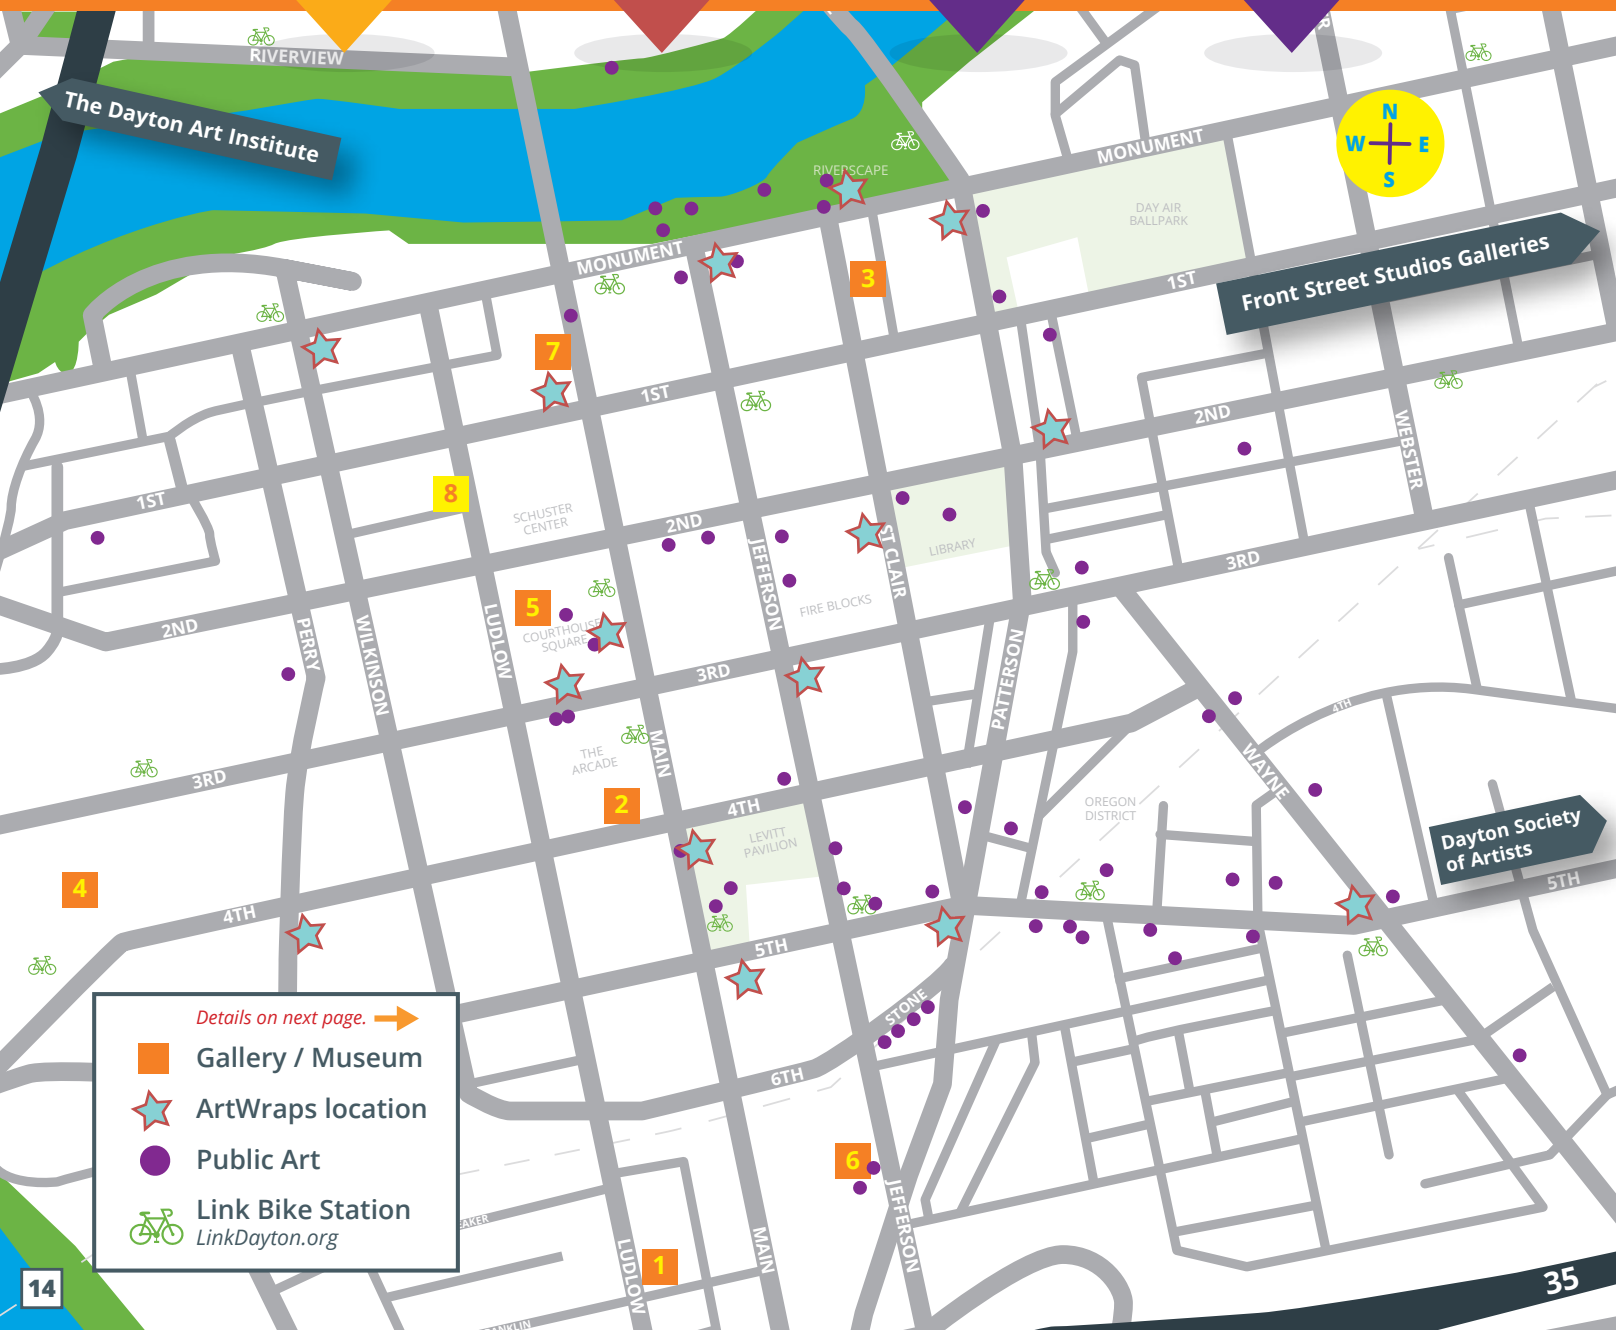 RIVERVIEW
The Dayton Art Institute
N
W E
S
MONUMENT
RIVERSCAPE
DAY AIR
BALLPARK
Front Street Studios Galleries
MONUMENT
3
1ST
7
1ST
2ND
WEBSTER
8
1ST
SCHUSTER
CENTER
2ND
JEFFERSON
ST CLAIR
LIBRARY
3RD
5
FIRE BLOCKS
COURTHOUSE
SQUARE
2ND
PERRY
WILKINSON
LUDLOW
3RD
PATTERSON
4TH
MAIN
THE
ARCADE
WAYNE
3RD
2
4TH
OREGON
DISTRICT
LEVITT
PAVILION
Dayton Society
of Artists
5TH
4
4TH
5TH
STONE
6TH
Details on next page.
Gallery / Museum
ArtWraps location
Public Art
Link Bike Station
LinkDayton.org
6
JEFFERSON
MAIN
LUDLOW
1
14
35